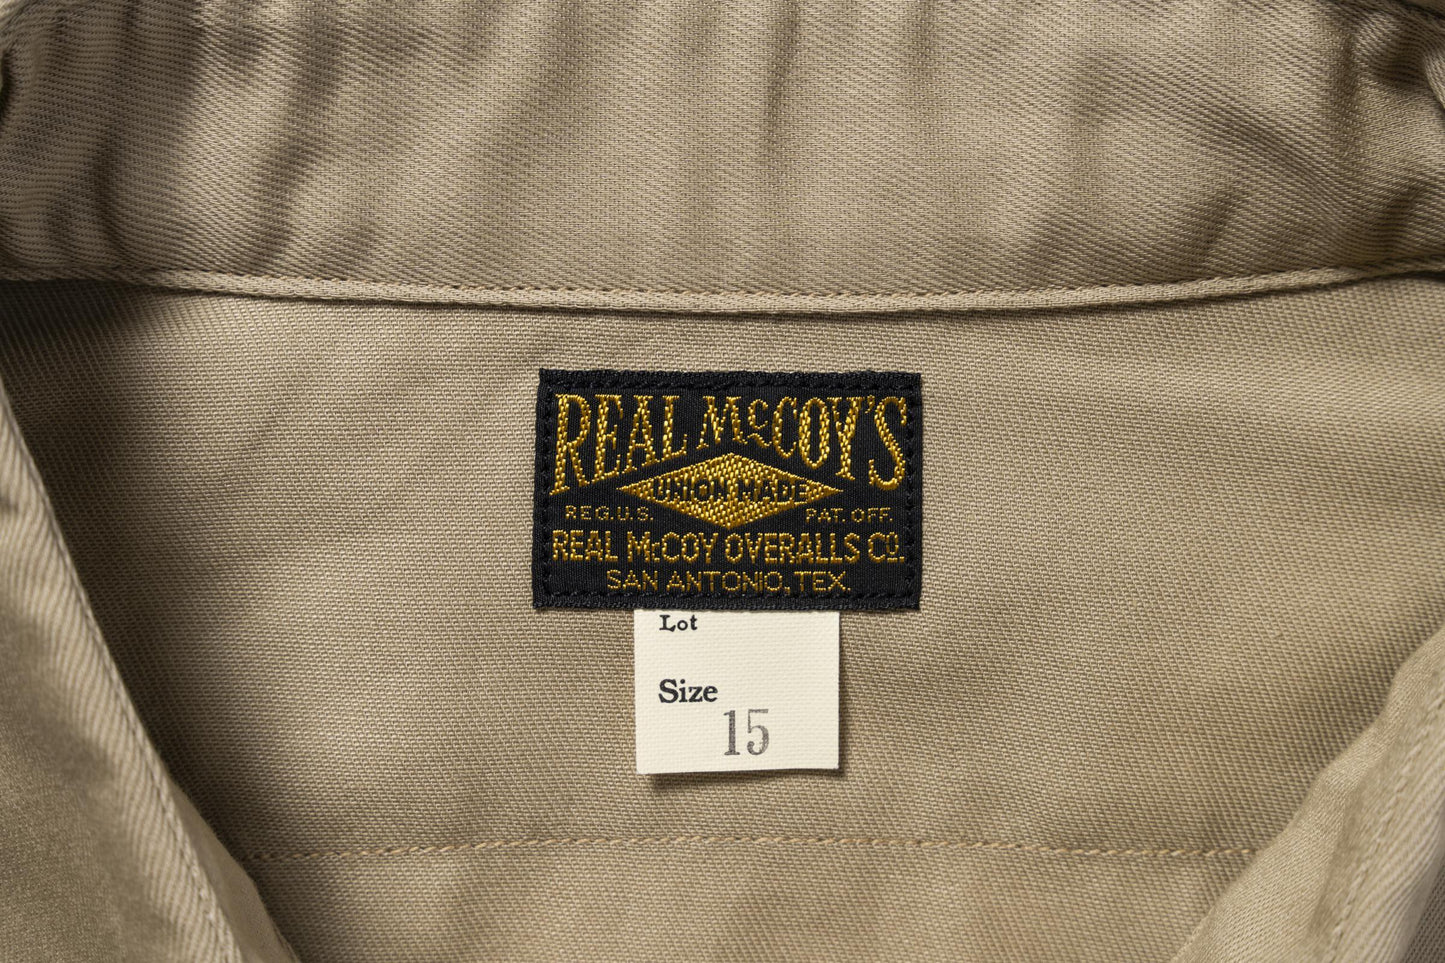 REAL McCOY'S
UNION MADE
REG. U.S. PAT. OFF.
REAL McCOY OVERALLS CO.
SAN ANTONIO, TEX.
Lot
Size
15